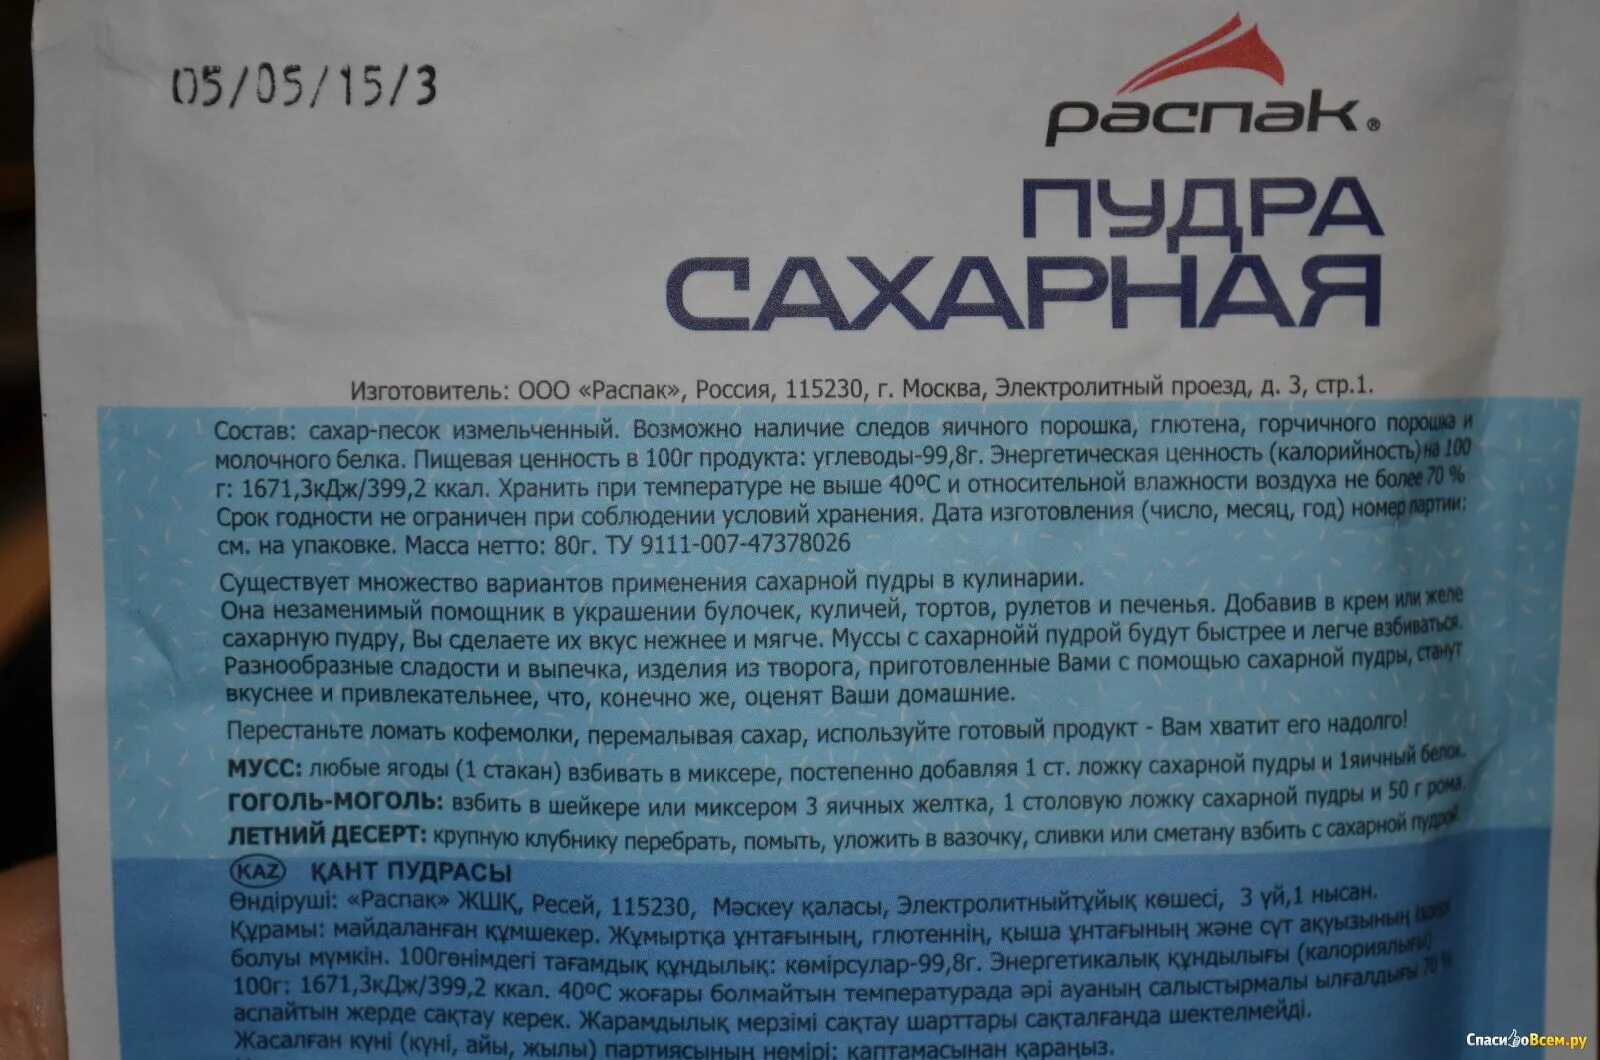 05/05/15/3
распак®
ПУДРА
САХАРНАЯ
Изготовитель: ООО «Распак», Россия, 115230, г. Москва, Электролитный проезд, д. 3, стр.1.
Состав: сахар-песок измельченный. Возможно наличие следов яичного порошка, глютена, горчичного порошка и
молочного белка. Пищевая ценность в 100г продукта: углеводы-99,8г. Энергетическая ценность (калорийность) на 100
г: 1671,3кДж/399,2 ккал. Хранить при температуре не выше 40ºС и относительной влажности воздуха не более 70 %
Срок годности не ограничен при соблюдении условий хранения. Дата изготовления (число, месяц, год) номер партии:
см. на упаковке. Масса нетто: 80г. ТУ 9111-007-47378026
Существует множество вариантов применения сахарной пудры в кулинарии.
Она незаменимый помощник в украшении булочек, куличей, тортов, рулетов и печенья. Добавив в крем или желе
сахарную пудру, Вы сделаете их вкус нежнее и мягче. Муссы с сахарнойй пудрой будут быстрее и легче взбиваться.
Разнообразные сладости и выпечка, изделия из творога, приготовленные Вами с помощью сахарной пудры, станут
вкуснее и привлекательнее, что, конечно же, оценят Ваши домашние.
Перестаньте ломать кофемолки, перемалывая сахар, используйте готовый продукт - Вам хватит его надолго!
МУСС: любые ягоды (1 стакан) взбивать в миксере, постепенно добавляя 1 ст. ложку сахарной пудры и 1яичный белок.
ГОГОЛЬ-МОГОЛЬ: взбить в шейкере или миксером 3 яичных желтка, 1 столовую ложку сахарной пудры и 50 г рома.
ЛЕТНИЙ ДЕСЕРТ: крупную клубнику перебрать, помыть, уложить в вазочку, сливки или сметану взбить с сахарной пудрой.
KAZ ҚАНТ ПУДРАСЫ
Өндіруші: «Распак» ЖШҚ, Ресей, 115230, Мәскеу қаласы, Электролитныйтұйық көшесі, 3 үй,1 нысан.
Құрамы: майдаланған құмшекер. Жұмыртқа ұнтағының, глютеннің, қыша ұнтағының және сүт ақуызының іздері
болуы мүмкін. 100гөнімдегі тағамдық құндылық: көмірсулар-99,8г. Энергетикалық құндылығы (калориялығы)
100г: 1671,3кДж/399,2 ккал. 40ºС жоғары болмайтын температурада әрі ауаның салыстырмалы ылғалдығы 70 %
аспайтын жерде сақтау керек. Жарамдылық мерзімі сақтау шарттары сақталғанда шектелмейді.
Жасалған күні (күні, айы, жылы) партиясының нөмірі: қаптамасынан қараңыз.
СпасибоВсем.ру